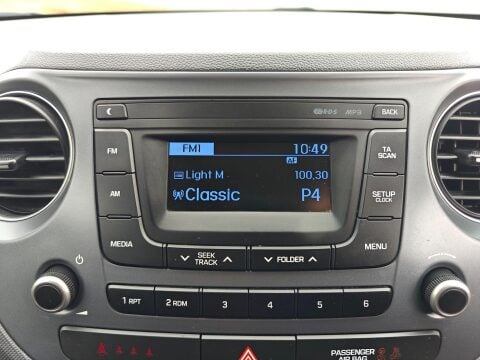 RDS MP3 BACK
FM1 10:49
AF
Light M 100.30
Classic P4
FM
AM
MEDIA
TA
SCAN
SETUP
CLOCK
MENU
SEEK
TRACK
FOLDER
1 RPT 2 RDM 3 4 5 6
PASSENGER
AIR BAG